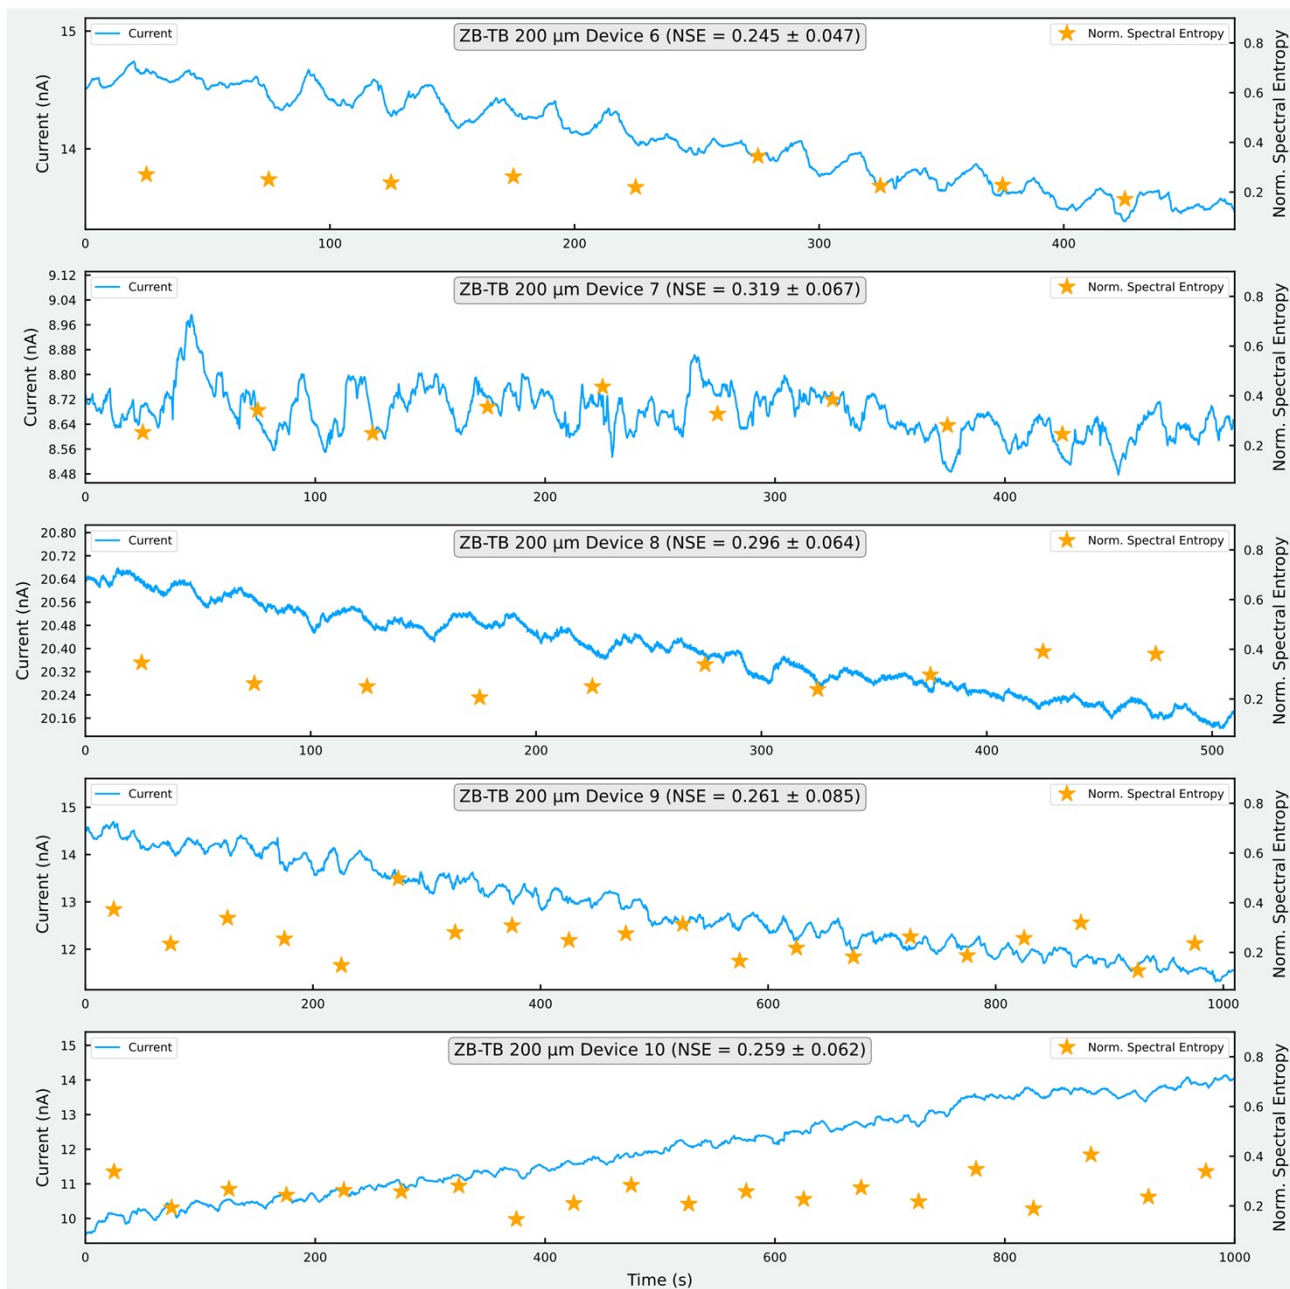 ZB-TB 200 μm Device 6 (NSE = 0.245 ± 0.047)
Current
Norm. Spectral Entropy
Current (nA)
15
14
0.8
0.6
0.4
0.2
Norm. Spectral Entropy
0 100 200 300 400
ZB-TB 200 μm Device 7 (NSE = 0.319 ± 0.067)
Current
Norm. Spectral Entropy
Current (nA)
9.12
9.04
8.96
8.88
8.80
8.72
8.64
8.56
8.48
0.8
0.6
0.4
0.2
Norm. Spectral Entropy
0 100 200 300 400
ZB-TB 200 μm Device 8 (NSE = 0.296 ± 0.064)
Current
Norm. Spectral Entropy
Current (nA)
20.80
20.72
20.64
20.56
20.48
20.40
20.32
20.24
20.16
0.8
0.6
0.4
0.2
Norm. Spectral Entropy
0 100 200 300 400 500
ZB-TB 200 μm Device 9 (NSE = 0.261 ± 0.085)
Current
Norm. Spectral Entropy
Current (nA)
15
14
13
12
0.8
0.6
0.4
0.2
Norm. Spectral Entropy
0 200 400 600 800 1000
ZB-TB 200 μm Device 10 (NSE = 0.259 ± 0.062)
Current
Norm. Spectral Entropy
Current (nA)
15
14
13
12
11
10
0.8
0.6
0.4
0.2
Norm. Spectral Entropy
0 200 400 600 800 1000
Time (s)